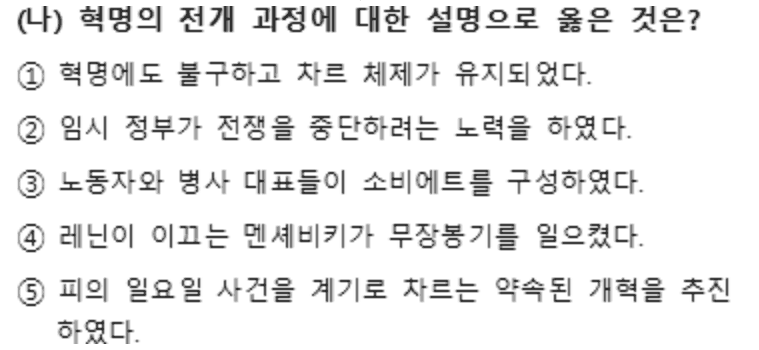 (나) 혁명의 전개 과정에 대한 설명으로 옳은 것은?
① 혁명에도 불구하고 차르 체제가 유지되었다.
② 임시 정부가 전쟁을 중단하려는 노력을 하였다.
③ 노동자와 병사 대표들이 소비에트를 구성하였다.
④ 레닌이 이끄는 멘셰비키가 무장봉기를 일으켰다.
⑤ 피의 일요일 사건을 계기로 차르는 약속된 개혁을 추진
하였다.